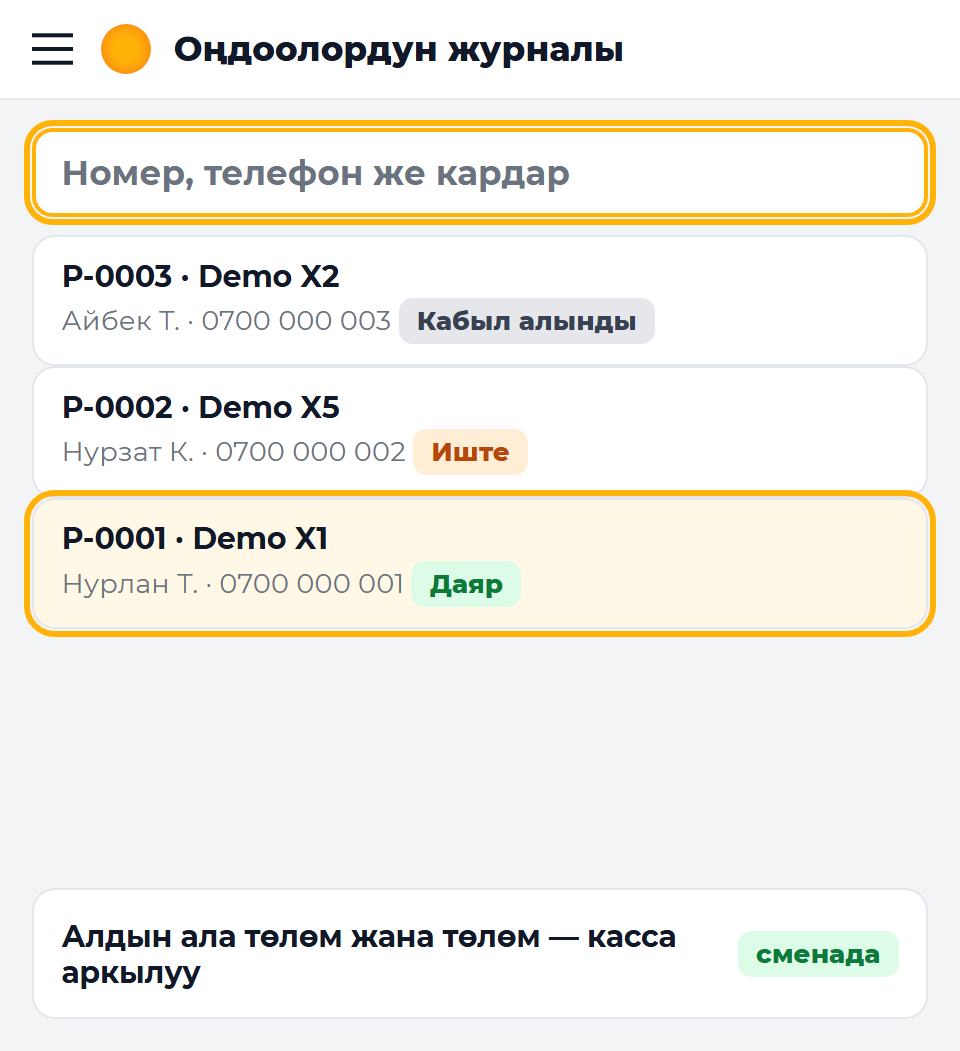 Оңдоолордун журналы
Номер, телефон же кардар
P-0003 · Demo X2
Айбек Т. · 0700 000 003 Кабыл алынды
P-0002 · Demo X5
Нурзат К. · 0700 000 002 Иште
P-0001 · Demo X1
Нурлан Т. · 0700 000 001 Даяр
Алдын ала төлөм жана төлөм — касса
аркылуу
сменада